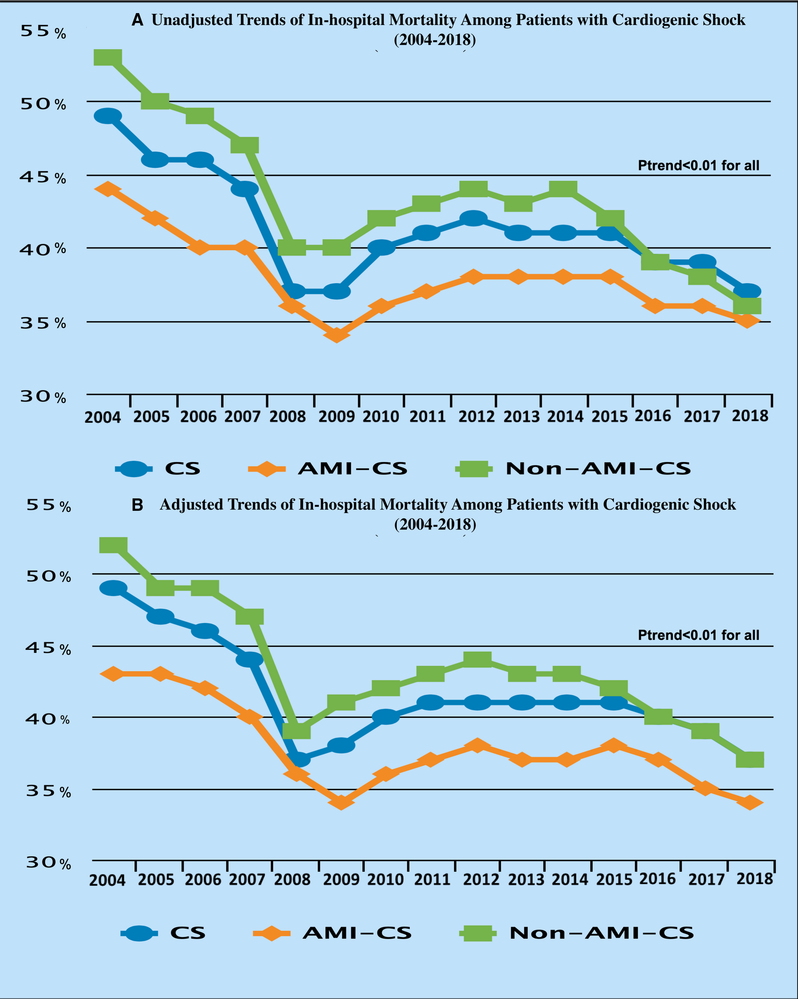 A Unadjusted Trends of In-hospital Mortality Among Patients with Cardiogenic Shock
(2004-2018)
55%
50%
Ptrend<0.01 for all
45%
40%
35%
30%
2004 2005 2006 2007 2008 2009 2010 2011 2012 2013 2014 2015 2016 2017 2018
CS AMI-CS Non-AMI-CS
B Adjusted Trends of In-hospital Mortality Among Patients with Cardiogenic Shock
(2004-2018)
55%
50%
Ptrend<0.01 for all
45%
40%
35%
30%
2004 2005 2006 2007 2008 2009 2010 2011 2012 2013 2014 2015 2016 2017 2018
CS AMI-CS Non-AMI-CS